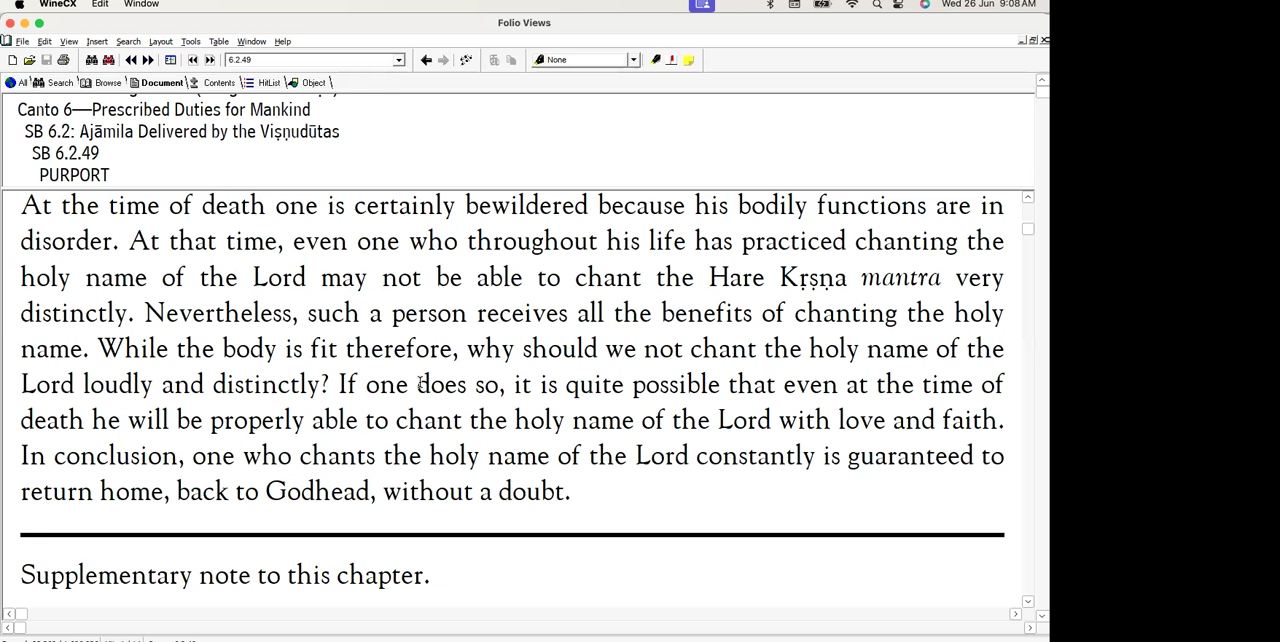 WineCX Edit Window Wed 26 Jun 9:08 AM
Folio Views
File Edit View Insert Search Layout Tools Table Window Help
6.2.49 None
All Search Browse Document Contents HitList Object
Canto 6—Prescribed Duties for Mankind
SB 6.2: Ajāmila Delivered by the Viṣṇudūtas
SB 6.2.49
PURPORT
At the time of death one is certainly bewildered because his bodily functions are in
disorder. At that time, even one who throughout his life has practiced chanting the
holy name of the Lord may not be able to chant the Hare Kṛṣṇa mantra very
distinctly. Nevertheless, such a person receives all the benefits of chanting the holy
name. While the body is fit therefore, why should we not chant the holy name of the
Lord loudly and distinctly? If one does so, it is quite possible that even at the time of
death he will be properly able to chant the holy name of the Lord with love and faith.
In conclusion, one who chants the holy name of the Lord constantly is guaranteed to
return home, back to Godhead, without a doubt.
Supplementary note to this chapter.